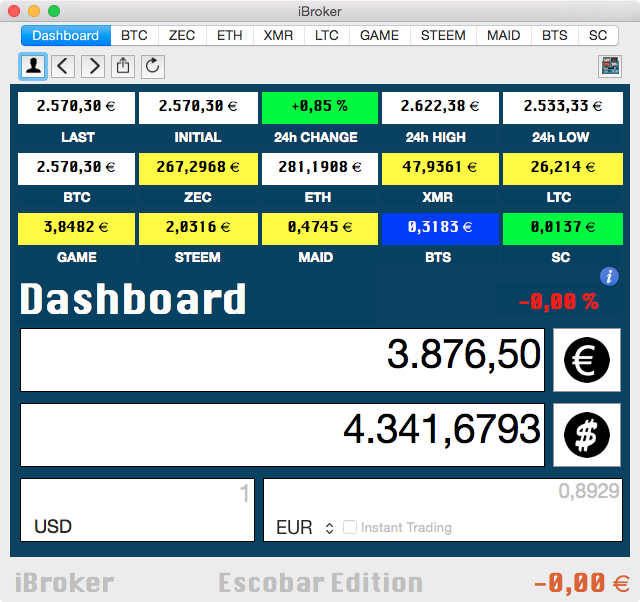 iBroker
Dashboard BTC ZEC ETH XMR LTC GAME STEEM MAID BTS SC
2.570,30 € 2.570,30 € +0,85 % 2.622,38 € 2.533,33 €
LAST INITIAL 24h CHANGE 24h HIGH 24h LOW
2.570,30 € 267,2968 € 281,1908 € 47,9361 € 26,214 €
BTC ZEC ETH XMR LTC
3,8482 € 2,0316 € 0,4745 € 0,3183 € 0,0137 €
GAME STEEM MAID BTS SC
i
Dashboard -0,00 %
3.876,50 €
4.341,6793 $
1 0,8929
USD EUR Instant Trading
iBroker Escobar Edition -0,00 €